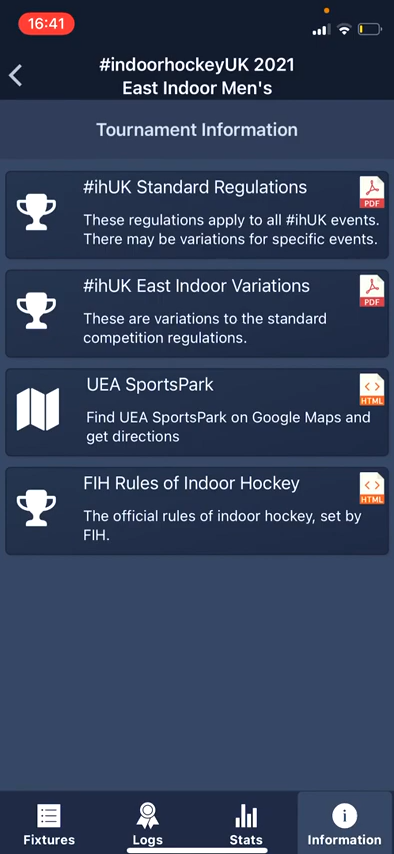 16:41
#indoorhockeyUK 2021
East Indoor Men's
Tournament Information
#ihUK Standard Regulations
PDF
These regulations apply to all #ihUK events.
There may be variations for specific events.
#ihUK East Indoor Variations
PDF
These are variations to the standard
competition regulations.
UEA SportsPark
HTML
Find UEA SportsPark on Google Maps and
get directions
FIH Rules of Indoor Hockey
HTML
The official rules of indoor hockey, set by
FIH.
Fixtures
Logs
Stats
Information